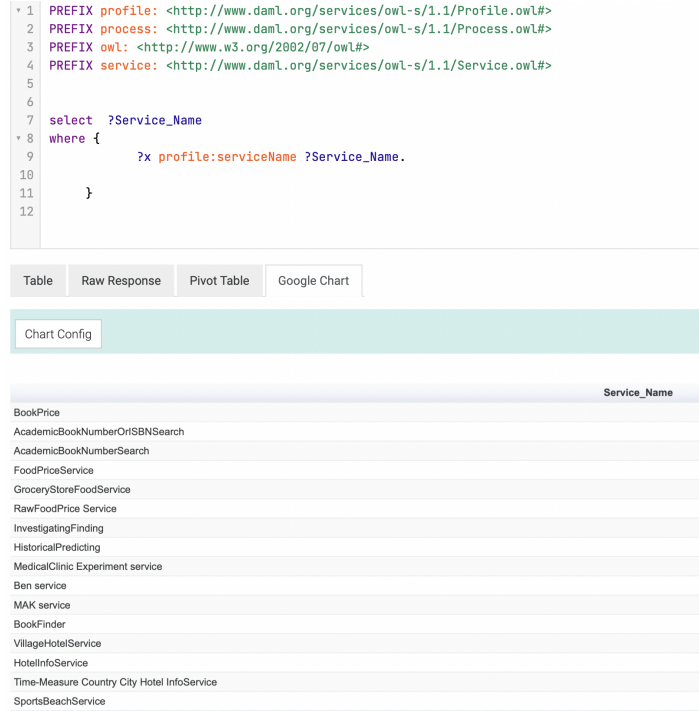 1 PREFIX profile: <http://www.daml.org/services/owl-s/1.1/Profile.owl#>
2 PREFIX process: <http://www.daml.org/services/owl-s/1.1/Process.owl#>
3 PREFIX owl: <http://www.w3.org/2002/07/owl#>
4 PREFIX service: <http://www.daml.org/services/owl-s/1.1/Service.owl#>
5
6
7 select ?Service_Name
8 where {
9 ?x profile:serviceName ?Service_Name.
10
11 }
12
Table Raw Response Pivot Table Google Chart
Chart Config
Service_Name
BookPrice
AcademicBookNumberOrISBNSearch
AcademicBookNumberSearch
FoodPriceService
GroceryStoreFoodService
RawFoodPrice Service
InvestigatingFinding
HistoricalPredicting
MedicalClinic Experiment service
Ben service
MAK service
BookFinder
VillageHotelService
HotelInfoService
Time-Measure Country City Hotel InfoService
SportsBeachService